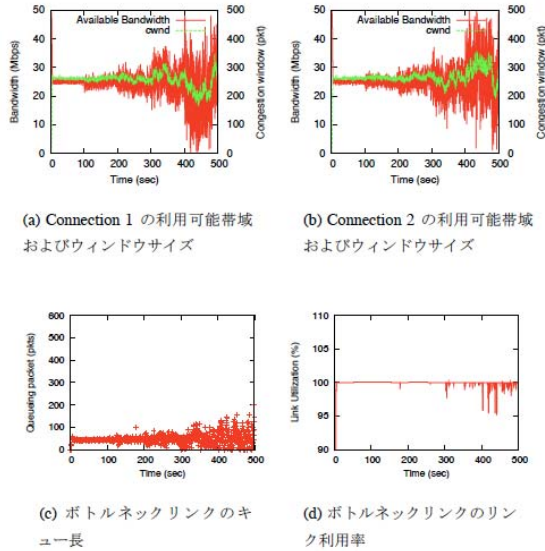 Available Bandwidth
cwnd
Bandwidth (Mbps)
50
40
30
20
10
0
500
400
300
200
100
0
Congestion window (pkt)
0 100 200 300 400 500
Time (sec)
(a) Connection 1 の利用可能帯域
およびウィンドウサイズ
Available Bandwidth
cwnd
Bandwidth (Mbps)
50
40
30
20
10
0
500
400
300
200
100
0
Congestion window (pkt)
0 100 200 300 400 500
Time (sec)
(b) Connection 2 の利用可能帯域
およびウィンドウサイズ
Queueing packet (pkts)
600
500
400
300
200
100
0
0 100 200 300 400 500
Time (sec)
(c) ボトルネックリンクのキ
ュー長
Link Utilization (%)
110
105
100
95
90
0 100 200 300 400 500
Time (sec)
(d) ボトルネックリンクのリン
ク利用率